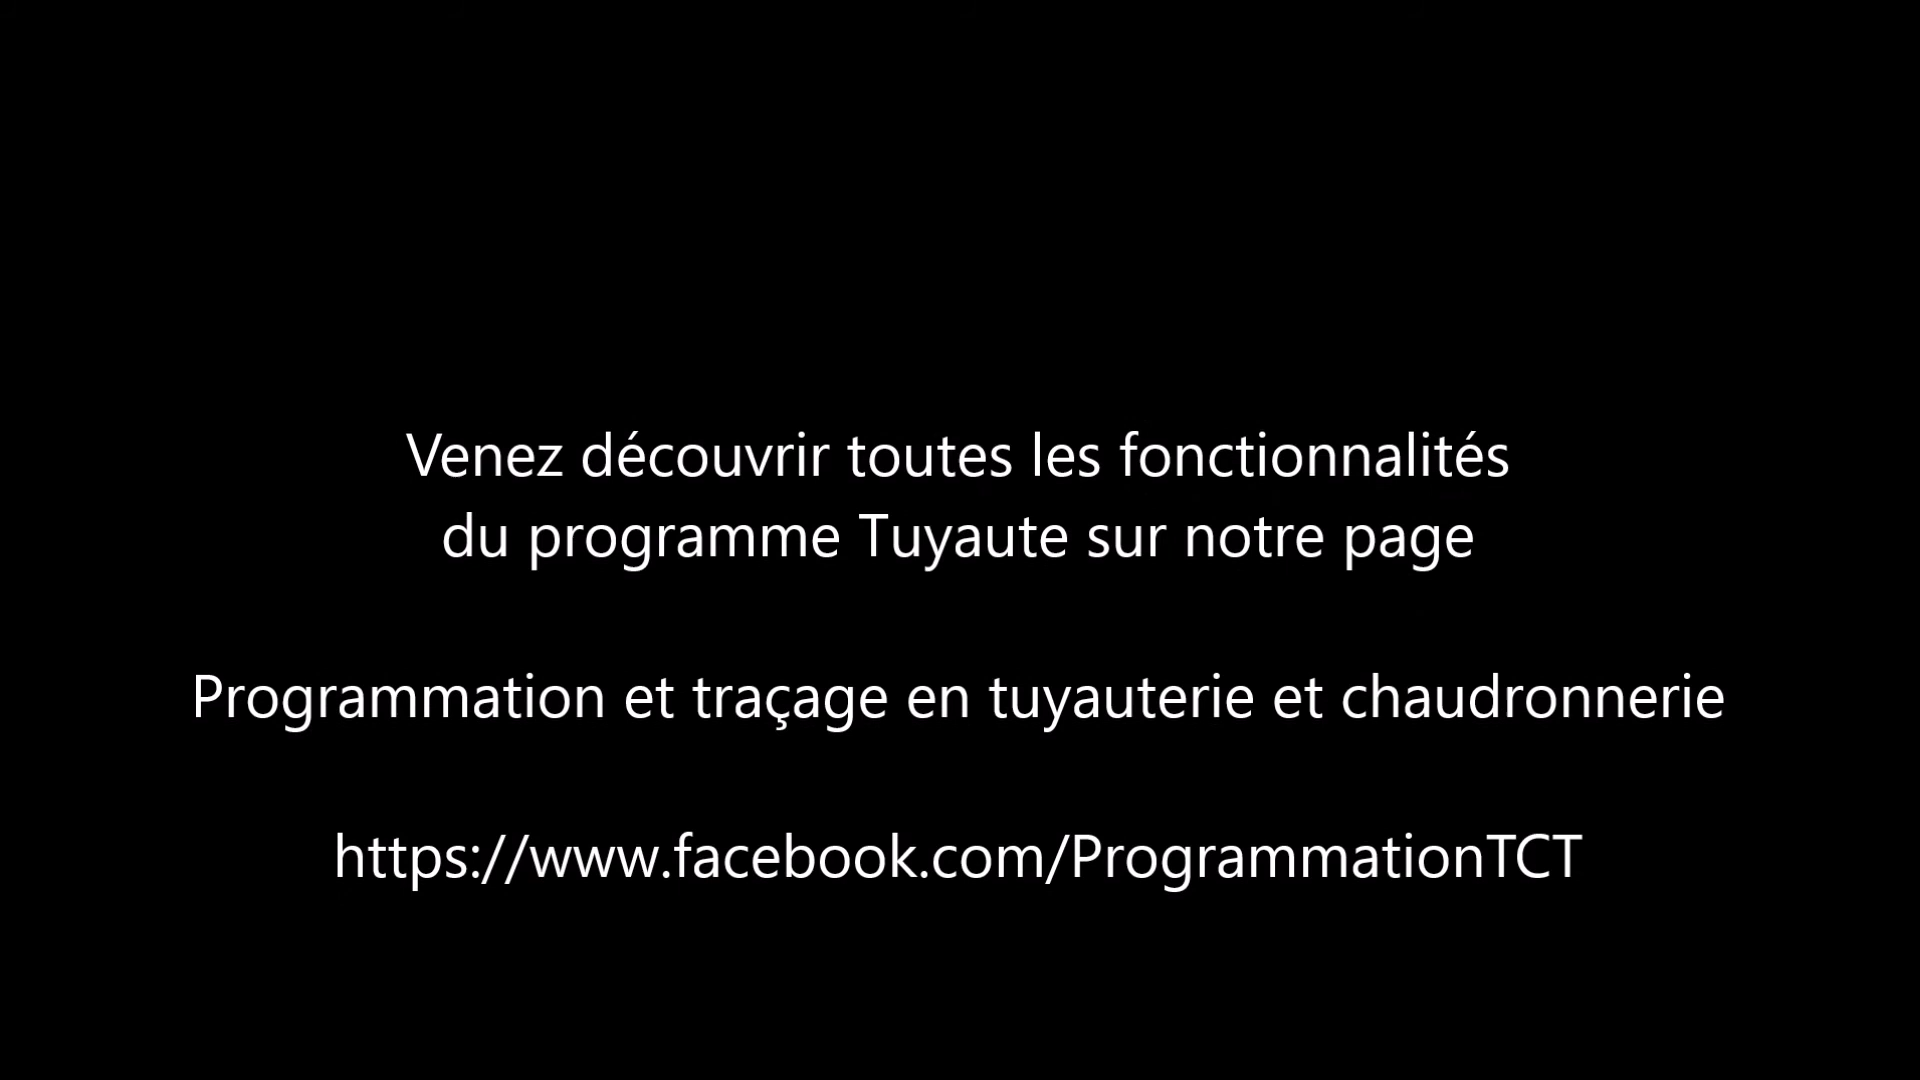 Venez découvrir toutes les fonctionnalités
du programme Tuyaute sur notre page
Programmation et traçage en tuyauterie et chaudronnerie
https://www.facebook.com/ProgrammationTCT